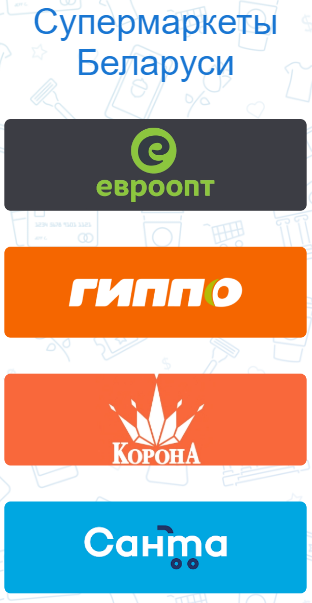 Супермаркеты
Беларуси
евроопт
ГИППО
КОРОНА
Санта